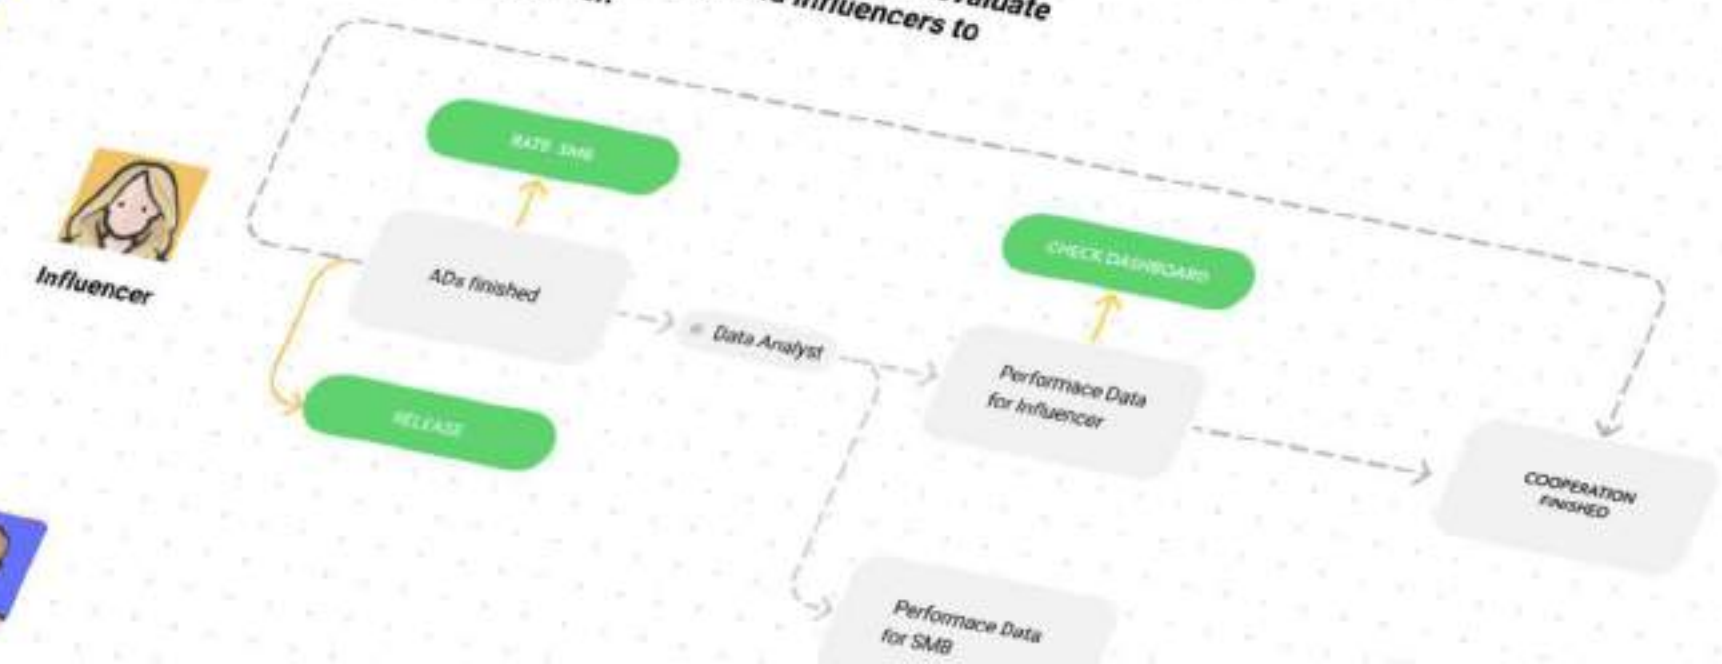 evaluate
influencers to
RATE SMB
Influencer
ADs finished
CHECK DASHBOARD
Data Analyst
Performace Data
for Influencer
RELEASE
COOPERATION
FINISHED
Performace Data
for SMB